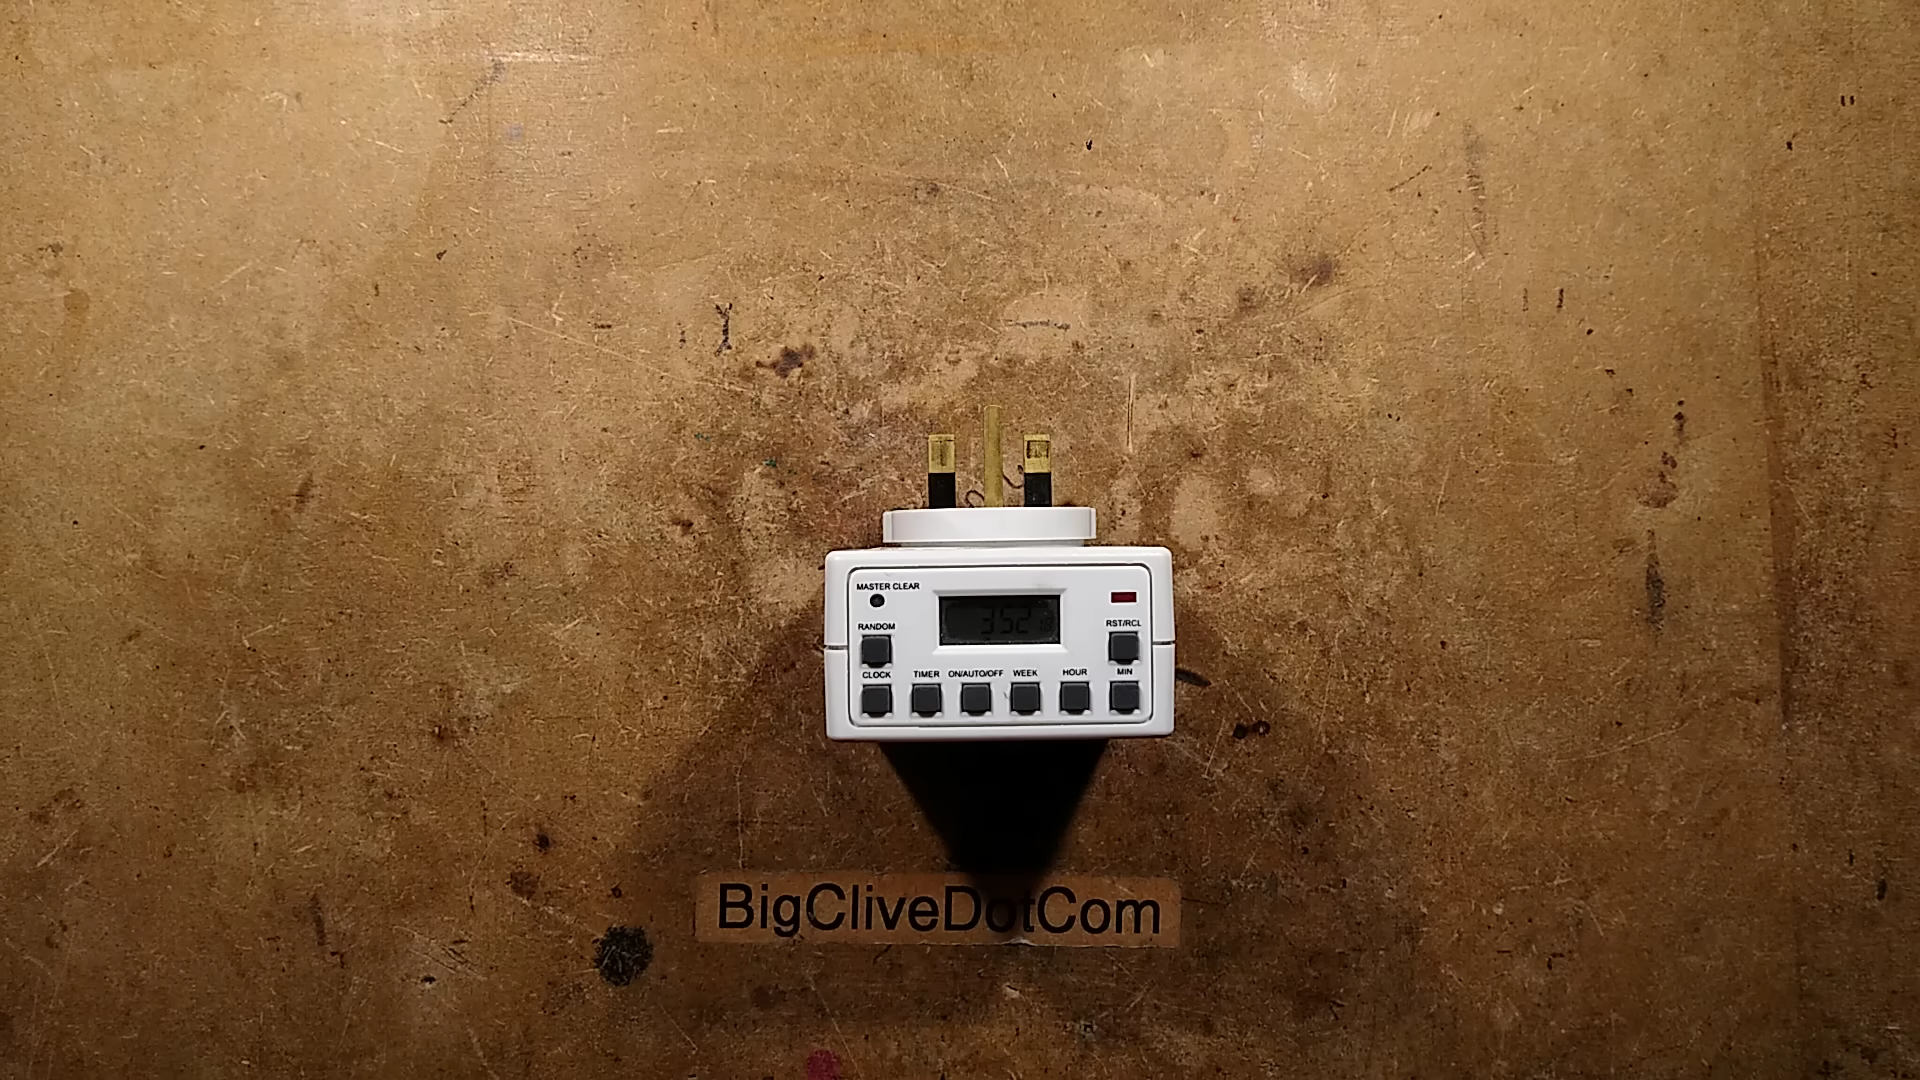 MASTER CLEAR
RANDOM
3:52
RST/RCL
CLOCK TIMER ON/AUTO/OFF WEEK HOUR MIN
BigCliveDotCom